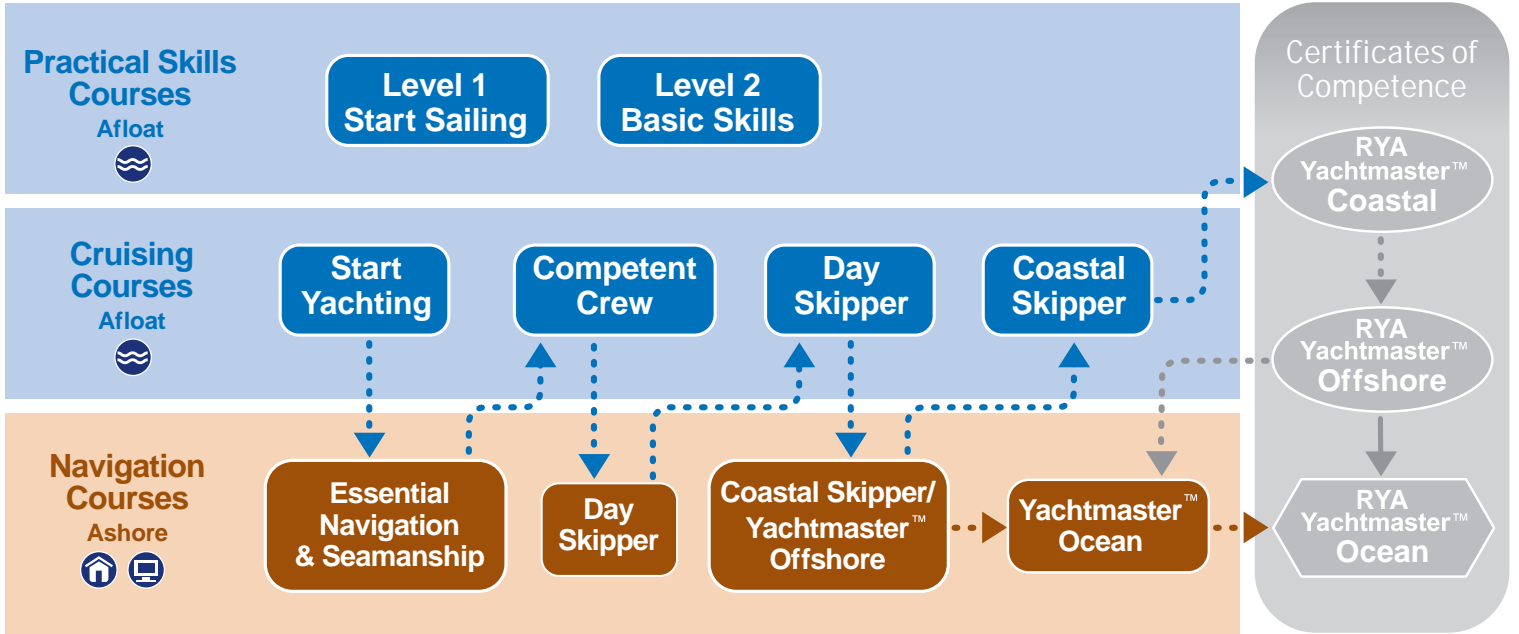 Practical Skills
Courses
Afloat
Level 1
Start Sailing
Level 2
Basic Skills
Certificates of
Competence
RYA
Yachtmaster™
Coastal
Cruising
Courses
Afloat
Start
Yachting
Competent
Crew
Day
Skipper
Coastal
Skipper
RYA
Yachtmaster™
Offshore
Navigation
Courses
Ashore
Essential
Navigation
& Seamanship
Day
Skipper
Coastal Skipper/
Yachtmaster™
Offshore
Yachtmaster™
Ocean
RYA
Yachtmaster™
Ocean